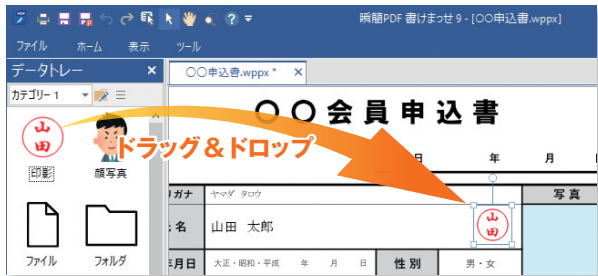 瞬簡PDF 書けまっせ 9 - [〇〇申込書.wppx]
ファイル ホーム 表示 ツール
データトレー ×
〇〇申込書.wppx * ×
カテゴリー 1
山田
印影
顔写真
ファイル
フォルダ
ドラッグ＆ドロップ
〇〇会員申込書
日 年 月
リガナ ヤマダ タロウ 写真
名 山田 太郎
山田
月日 大正・昭和・平成 年 月 日 性別 男・女